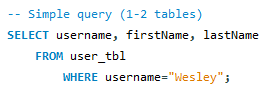 -- Simple query (1-2 tables)
SELECT username, firstName, lastName
FROM user_tbl
WHERE username="Wesley";